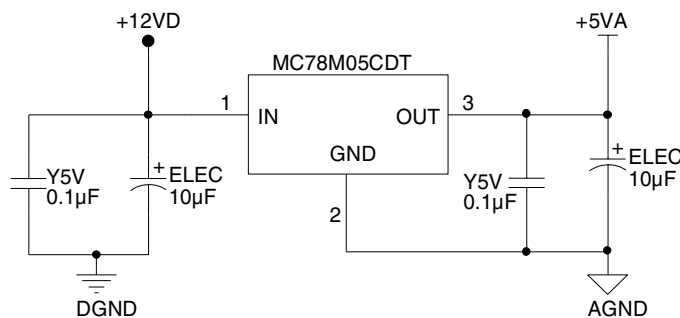 +12VD
+5VA
MC78M05CDT
1
IN
OUT
3
GND
2
Y5V
0.1µF
+
ELEC
10µF
Y5V
0.1µF
+
ELEC
10µF
DGND
AGND